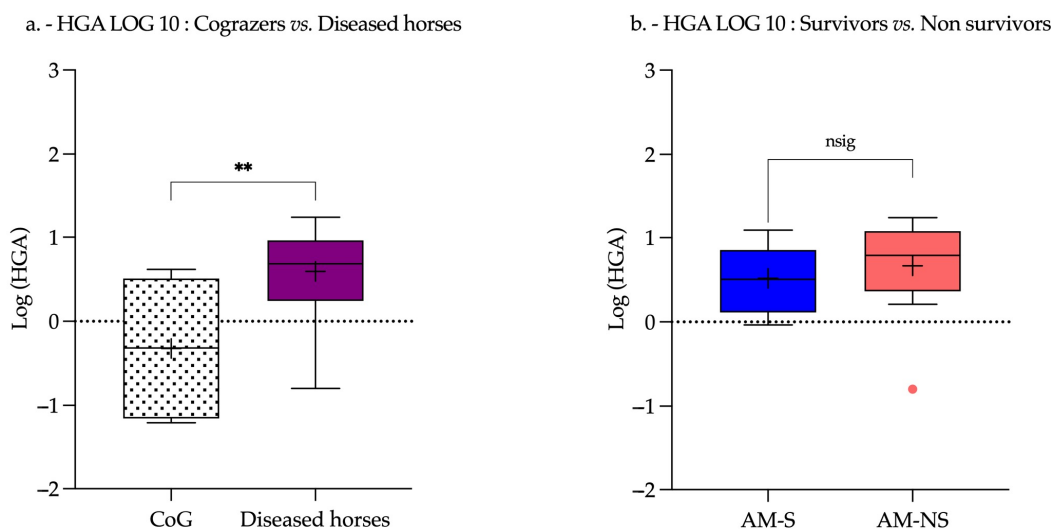 a. - HGA LOG 10 : Cograzers vs. Diseased horses
3
2
1
0
−1
−2
Log (HGA)
**
CoG
Diseased horses
b. - HGA LOG 10 : Survivors vs. Non survivors
3
2
1
0
−1
−2
Log (HGA)
nsig
AM-S
AM-NS